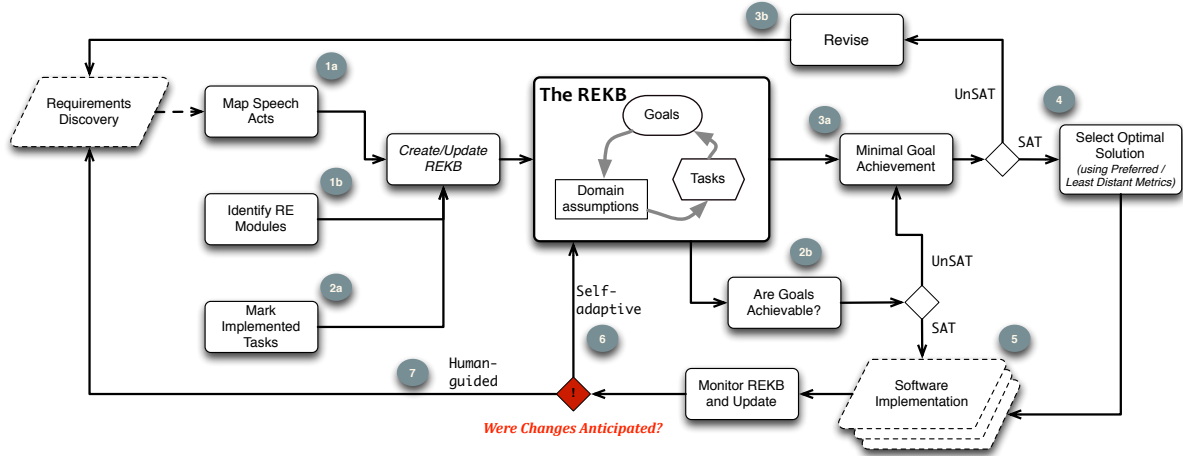 3b
Revise
1a
Requirements
Discovery
Map Speech
Acts
1b
Identify RE
Modules
2a
Mark
Implemented
Tasks
Create/Update
REKB
The REKB
Goals
Tasks
Domain
assumptions
3a
Minimal Goal
Achievement
UnSAT
SAT
4
Select Optimal
Solution
(using Preferred /
Least Distant Metrics)
2b
Are Goals
Achievable?
UnSAT
SAT
5
Software
Implementation
Monitor REKB
and Update
Self-
adaptive
6
!
Were Changes Anticipated?
Human-
guided
7